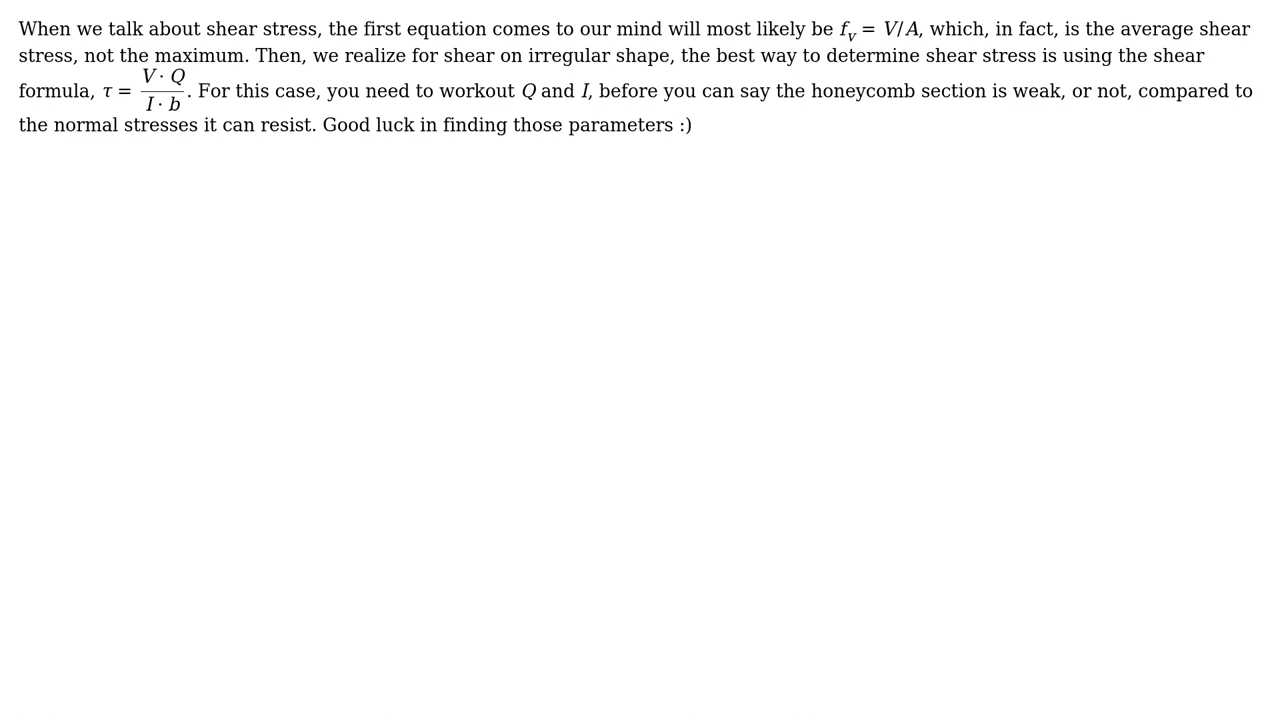 When we talk about shear stress, the first equation comes to our mind will most likely be $f_v = V/A$, which, in fact, is the average shear
stress, not the maximum. Then, we realize for shear on irregular shape, the best way to determine shear stress is using the shear
formula, $\tau = \dfrac{V \cdot Q}{I \cdot b}$. For this case, you need to workout $Q$ and $I$, before you can say the honeycomb section is weak, or not, compared to
the normal stresses it can resist. Good luck in finding those parameters :)